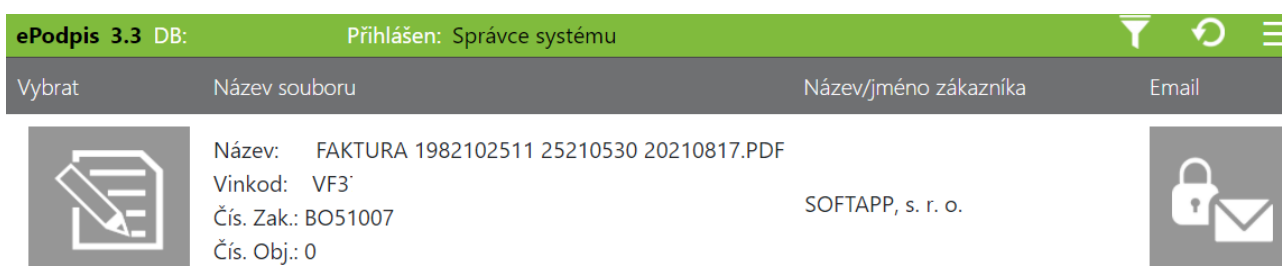 ePodpis 3.3 DB: Přihlášen: Správce systému
Vybrat Název souboru Název/jméno zákazníka Email
Název: FAKTURA 1982102511 25210530 20210817.PDF
Vinkod: VF3
Čís. Zak.: BO51007
SOFTAPP, s. r. o.
Čís. Obj.: 0